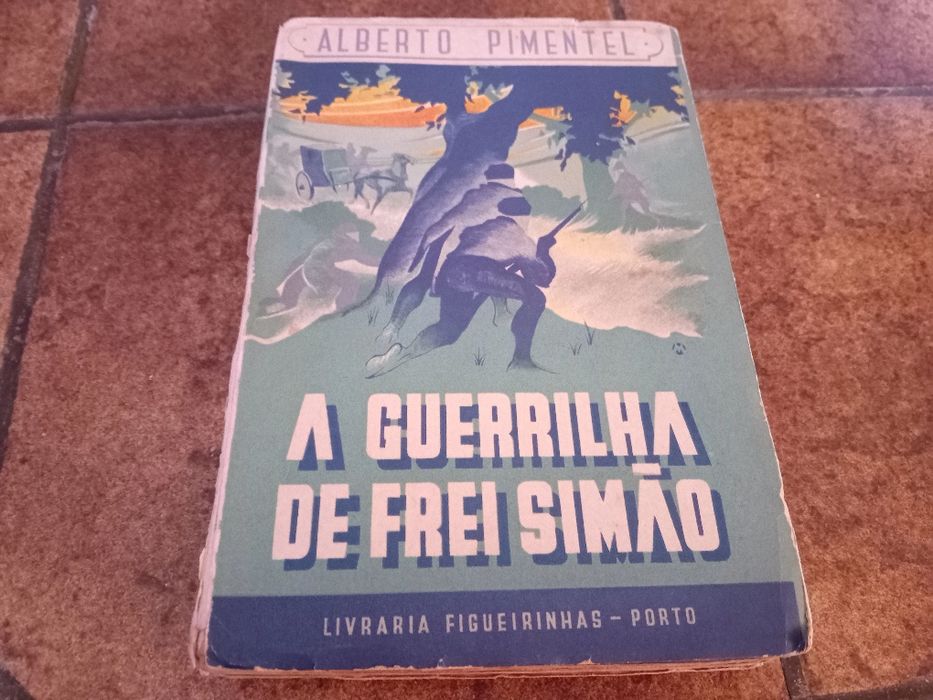 ALBERTO PIMENTEL
A GUERRILHA
DE FREI SIMÃO
LIVRARIA FIGUEIRINHAS – PORTO